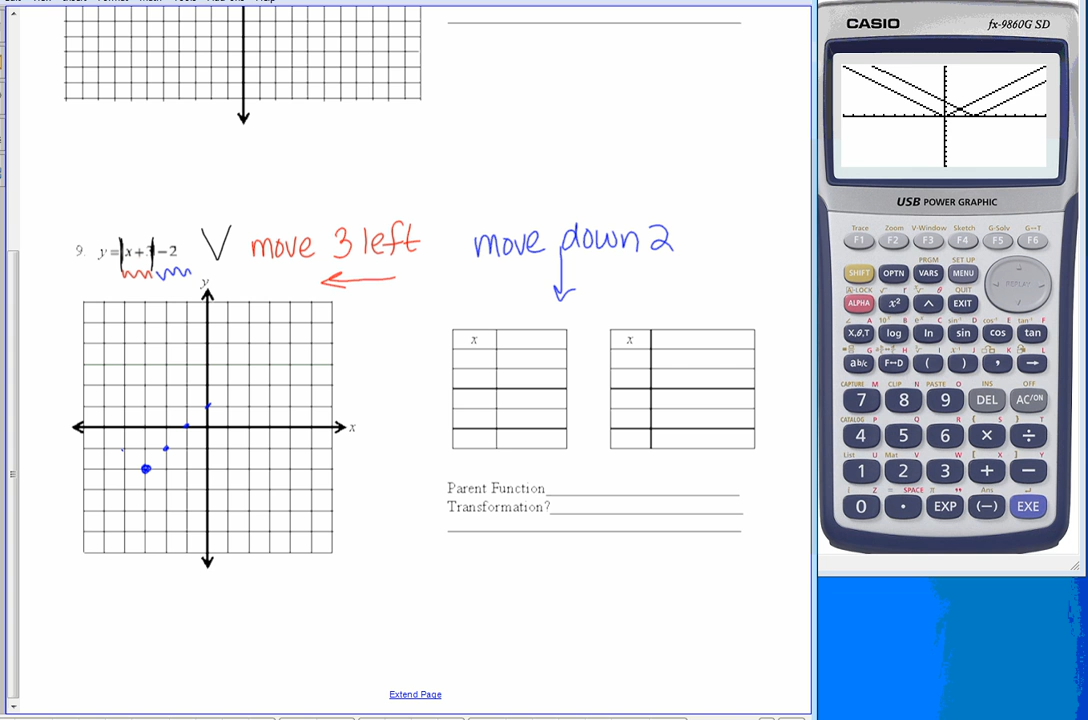 CASIO fx-9860G SD
USB POWER GRAPHIC
9. y = |x+3| −2 V move 3 left move down 2
y
x
x x
Parent Function
Transformation?
Extend Page
Trace Zoom V-Window Sketch G-Solv G↔T
F1 F2 F3 F4 F5 F6
PRGM SET UP
SHIFT OPTN VARS MENU
REPLAY
A-LOCK QUIT
ALPHA x² ^ EXIT
X,θ,T log ln sin cos tan
ab/c F↔D ( ) , →
CAPTURE M CLIP N PASTE O INS OFF
7 8 9 DEL AC/ON
CATALOG P
4 5 6 × ÷
List U Mat V W [ X ] Y
1 2 3 + −
i Z = SPACE π " Ans
0 . EXP (−) EXE